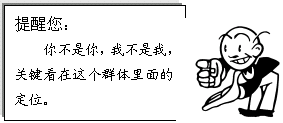 提醒您：
你不是你，我不是我，
关键看在这个群体里面的
定位。